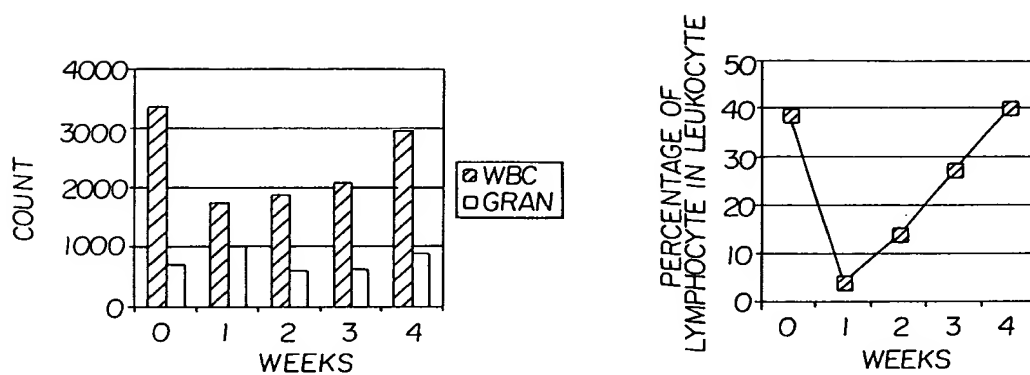 4000
3000
2000
1000
0
COUNT
0 1 2 3 4
WEEKS
WBC
GRAN
PERCENTAGE OF
LYMPHOCYTE IN LEUKOCYTE
50
40
30
20
10
0
0 1 2 3 4
WEEKS